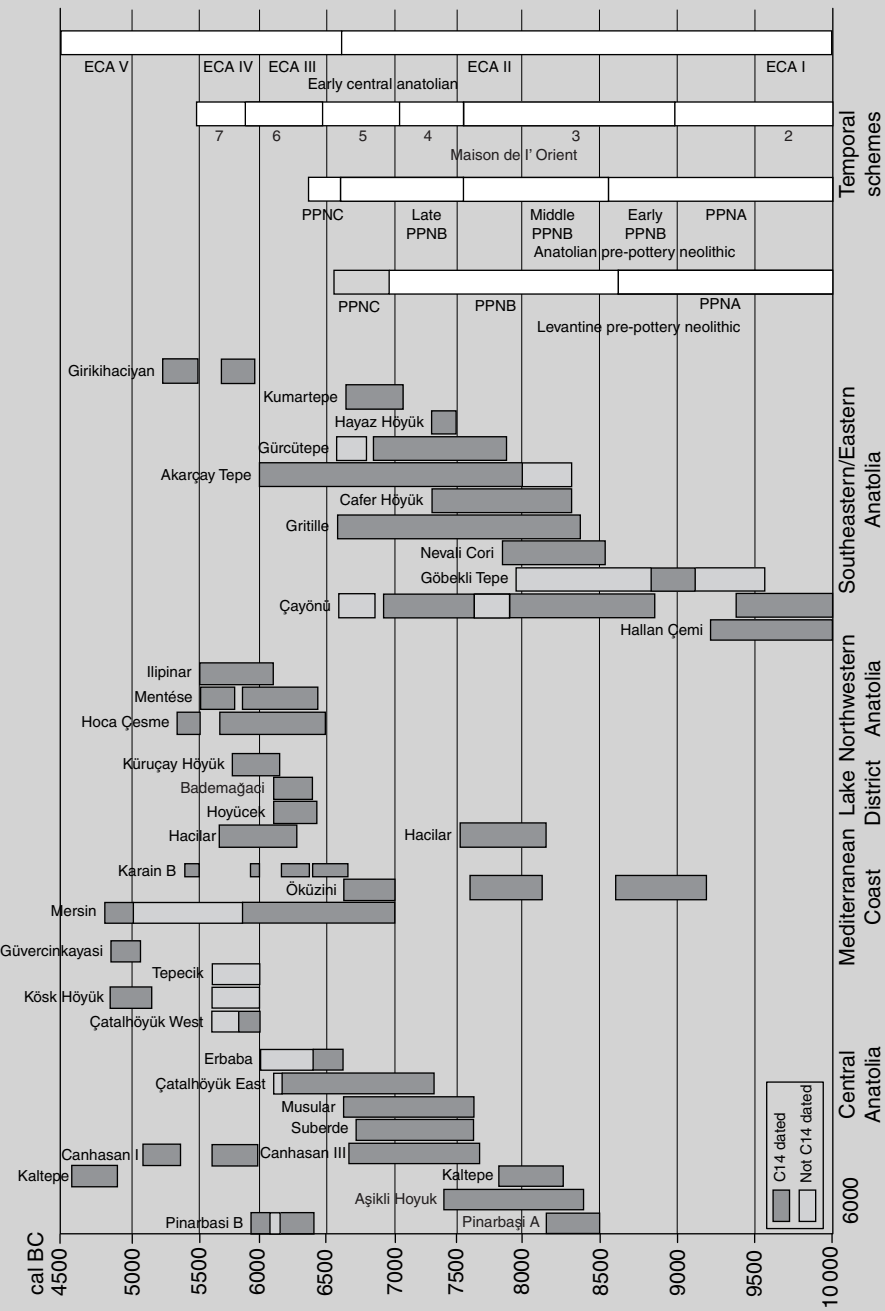 ECA V
ECA IV
ECA III
ECA II
ECA I
Early central anatolian
7
6
5
4
3
2
Maison de l' Orient
PPNC
Late
PPNB
Middle
PPNB
Early
PPNB
PPNA
Anatolian pre-pottery neolithic
PPNC
PPNB
PPNA
Levantine pre-pottery neolithic
Temporal
schemes
Girikihaciyan
Kumartepe
Hayaz Höyük
Gürcütepe
Akarçay Tepe
Cafer Höyük
Gritille
Nevali Cori
Göbekli Tepe
Çayönü
Hallan Çemi
Southeastern/Eastern
Anatolia
Ilipinar
Mentése
Hoca Çesme
Northwestern
Anatolia
Küruçay Höyük
Bademağaci
Hoyücek
Hacilar
Hacilar
Lake
District
Karain B
Öküzini
Mersin
Mediterranean
Coast
Güvercinkayasi
Tepecik
Kösk Höyük
Çatalhöyük West
Erbaba
Çatalhöyük East
Musular
Suberde
Canhasan I
Canhasan III
Kaltepe
Kaltepe
Aşikli Hoyuk
Pinarbasi B
Pinarbaşi A
Central
Anatolia
C14 dated
Not C14 dated
6000
cal BC
4500
5000
5500
6000
6500
7000
7500
8000
8500
9000
9500
10 000